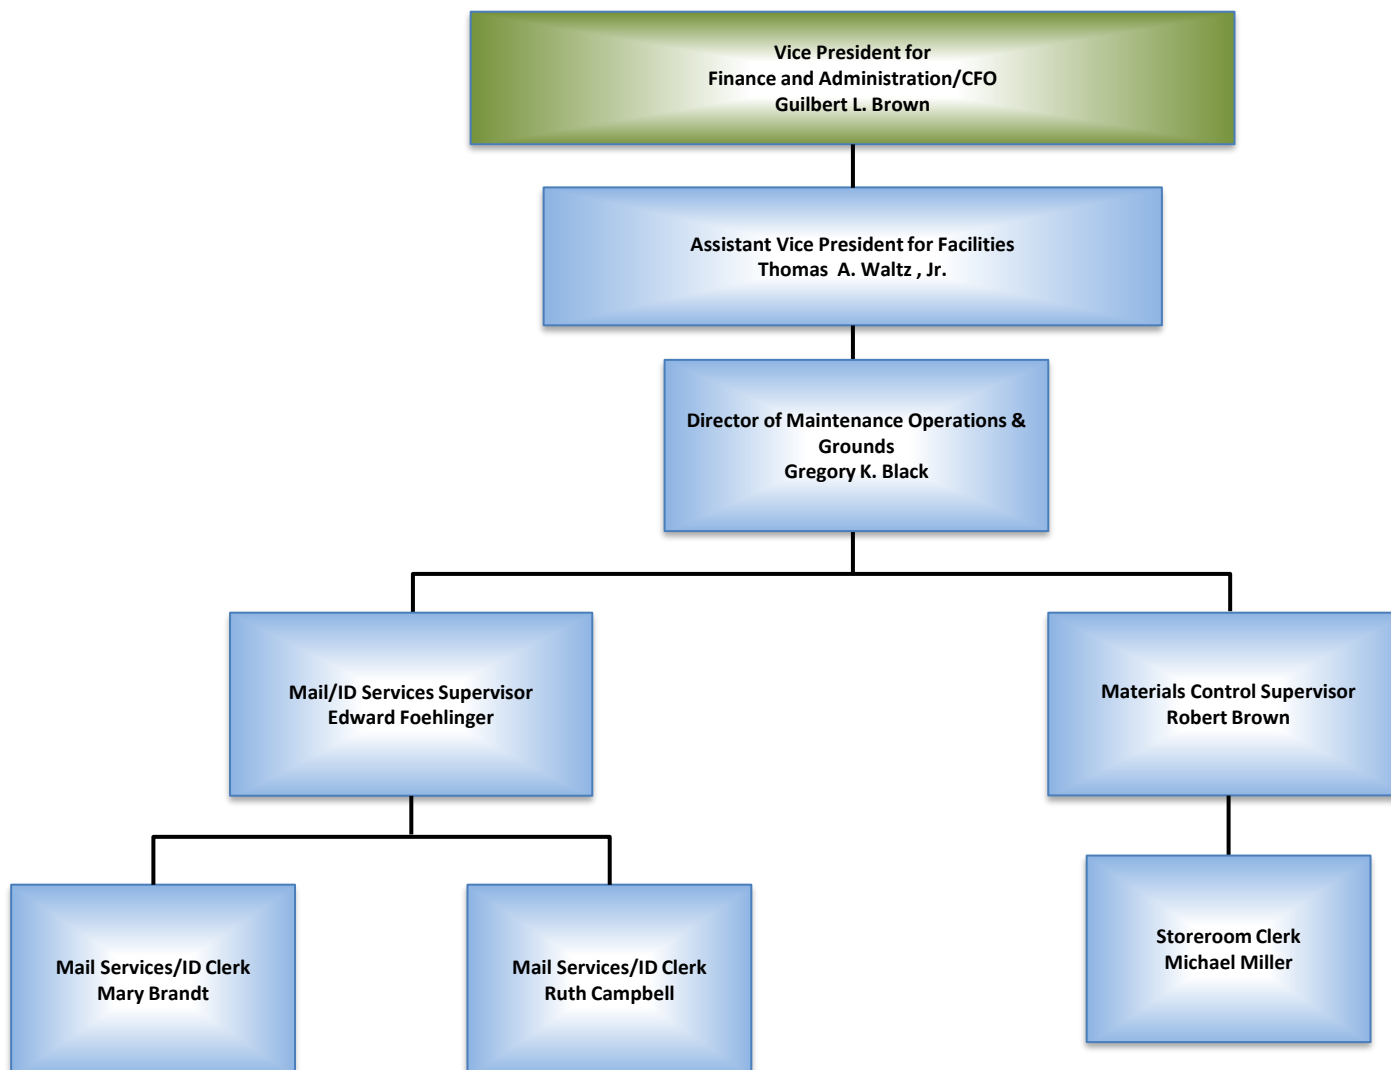 Vice President for
Finance and Administration/CFO
Guilbert L. Brown
Assistant Vice President for Facilities
Thomas  A. Waltz , Jr.
Director of Maintenance Operations &
Grounds
Gregory K. Black
Mail/ID Services Supervisor
Edward Foehlinger
Materials Control Supervisor
Robert Brown
Mail Services/ID Clerk
Mary Brandt
Mail Services/ID Clerk
Ruth Campbell
Storeroom Clerk
Michael Miller